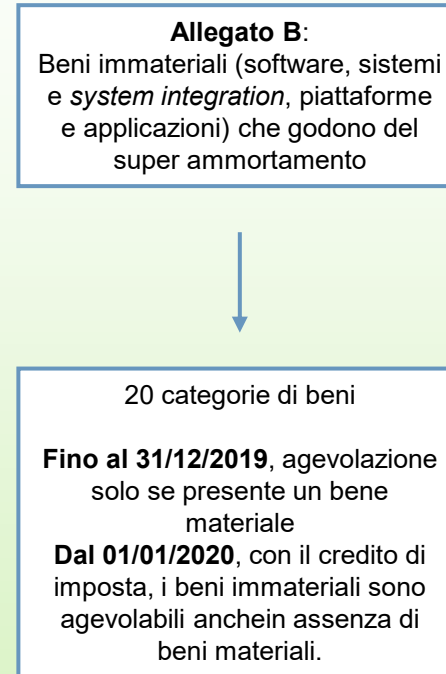 Allegato B:
Beni immateriali (software, sistemi
e system integration, piattaforme
e applicazioni) che godono del
super ammortamento
20 categorie di beni
Fino al 31/12/2019, agevolazione
solo se presente un bene
materiale
Dal 01/01/2020, con il credito di
imposta, i beni immateriali sono
agevolabili anchein assenza di
beni materiali.